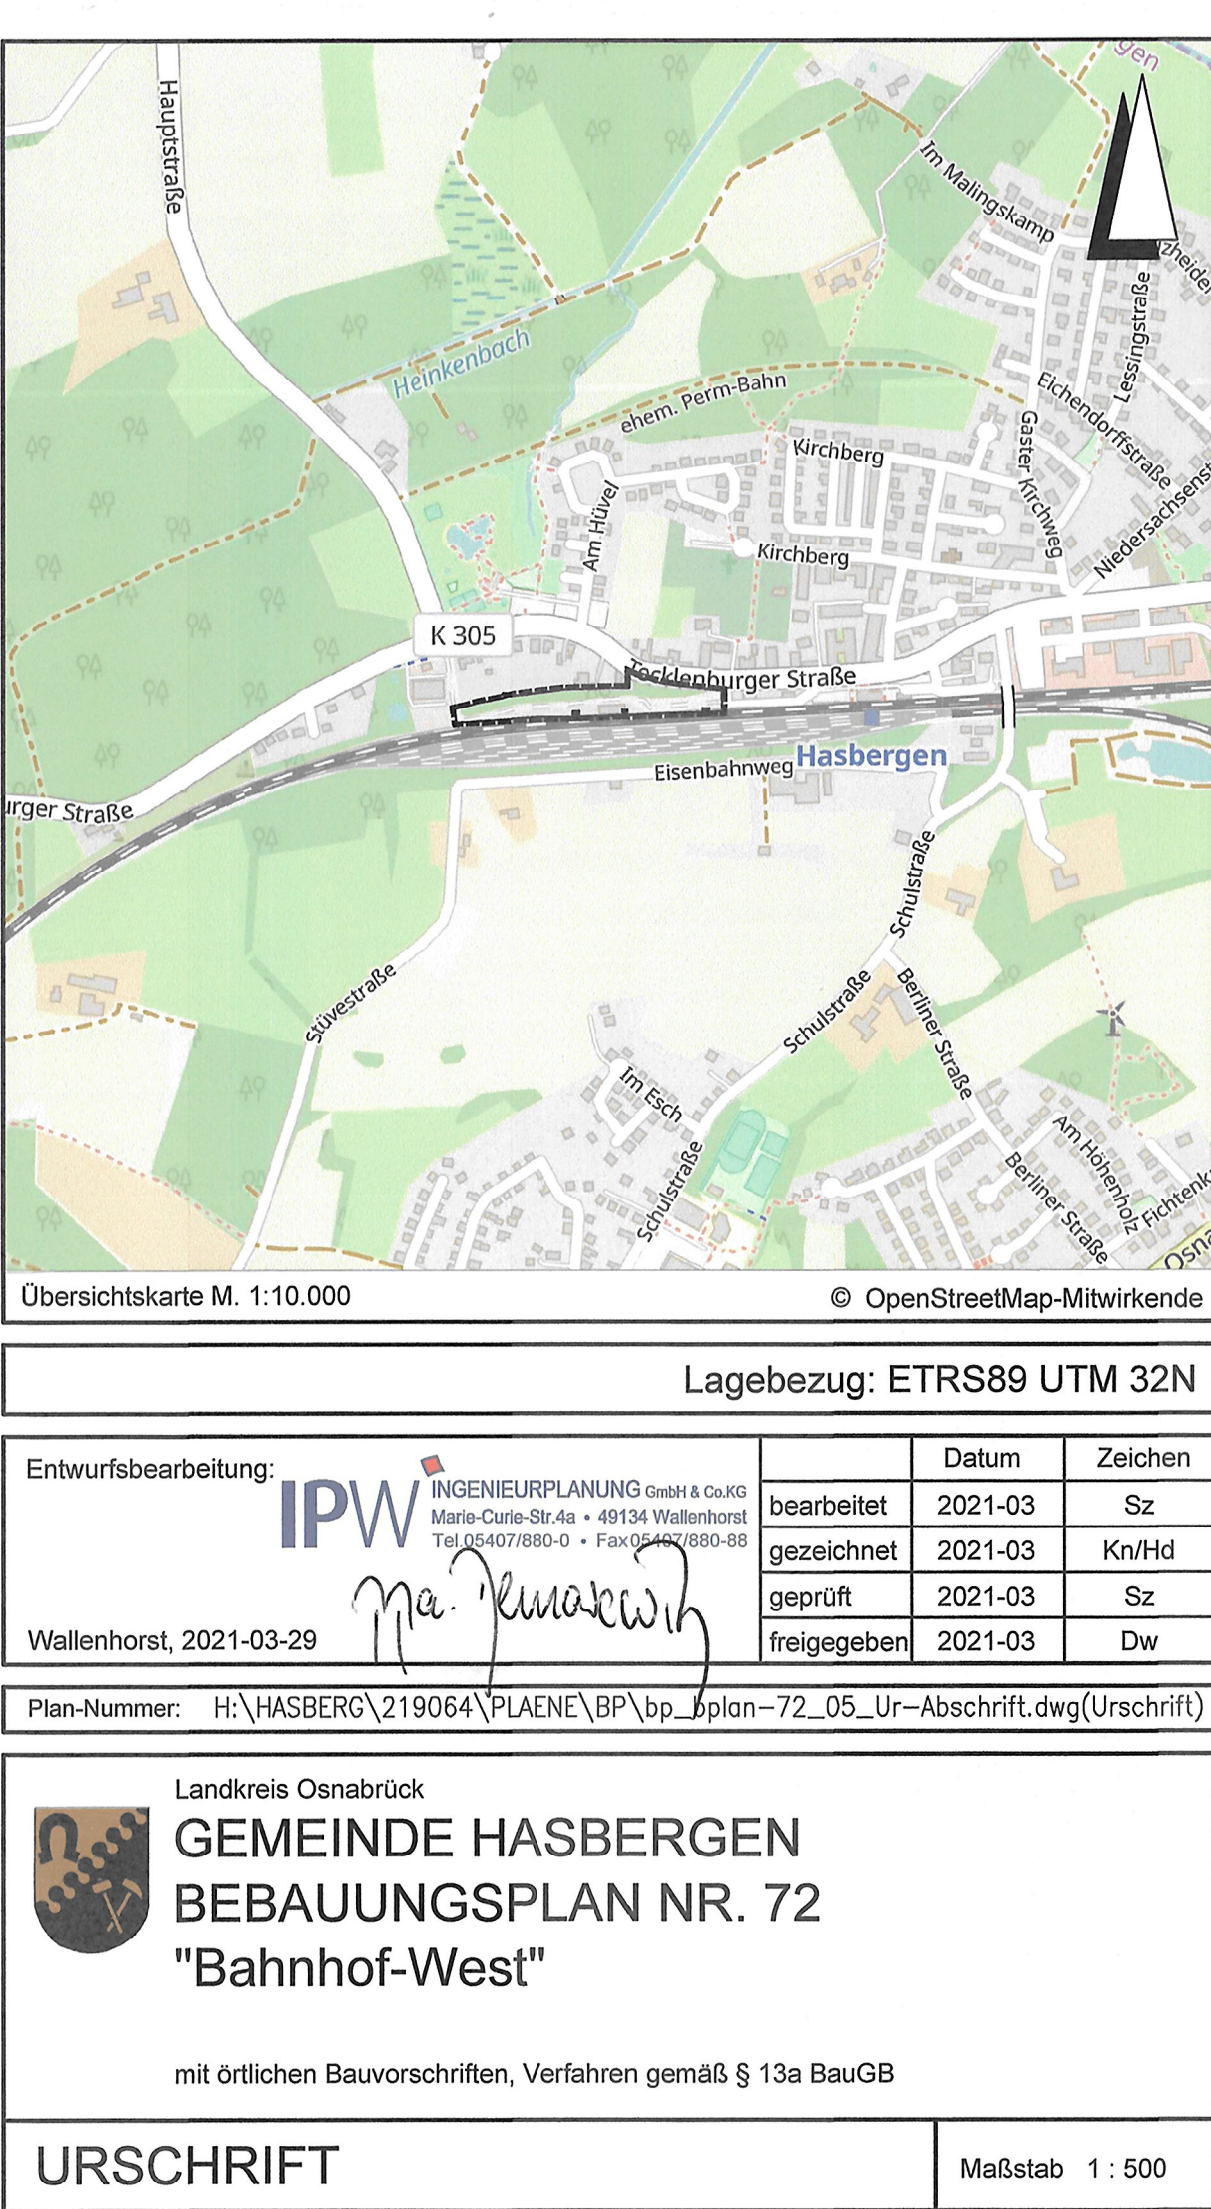 gen
Hauptstraße
Im Malingskamp
Lessingstraße
Heinkenbach
ehem. Perm-Bahn
Eichendorffstraße
Gaster Kirchweg
Kirchberg
Am Hüvel
Kirchberg
Niedersachsenst
K 305
Tecklenburger Straße
Hasbergen
Eisenbahnweg
urger Straße
Schulstraße
Stüvestraße
Schulstraße
Berliner Straße
Im Esch
Schulstraße
Am Höhenholz
Berliner Straße
Fichtenk
Osna
Übersichtskarte M. 1:10.000
© OpenStreetMap-Mitwirkende
Lagebezug: ETRS89 UTM 32N
Entwurfsbearbeitung:
IPW INGENIEURPLANUNG GmbH & Co.KG
Marie-Curie-Str.4a • 49134 Wallenhorst
Tel.05407/880-0 • Fax05407/880-88
Wallenhorst, 2021-03-29
Datum Zeichen
bearbeitet 2021-03 Sz
gezeichnet 2021-03 Kn/Hd
geprüft 2021-03 Sz
freigegeben 2021-03 Dw
Plan-Nummer: H:\HASBERG\219064\PLAENE\BP\bp_bplan-72_05_Ur-Abschrift.dwg(Urschrift)
Landkreis Osnabrück
GEMEINDE HASBERGEN
BEBAUUNGSPLAN NR. 72
"Bahnhof-West"
mit örtlichen Bauvorschriften, Verfahren gemäß § 13a BauGB
URSCHRIFT
Maßstab 1 : 500